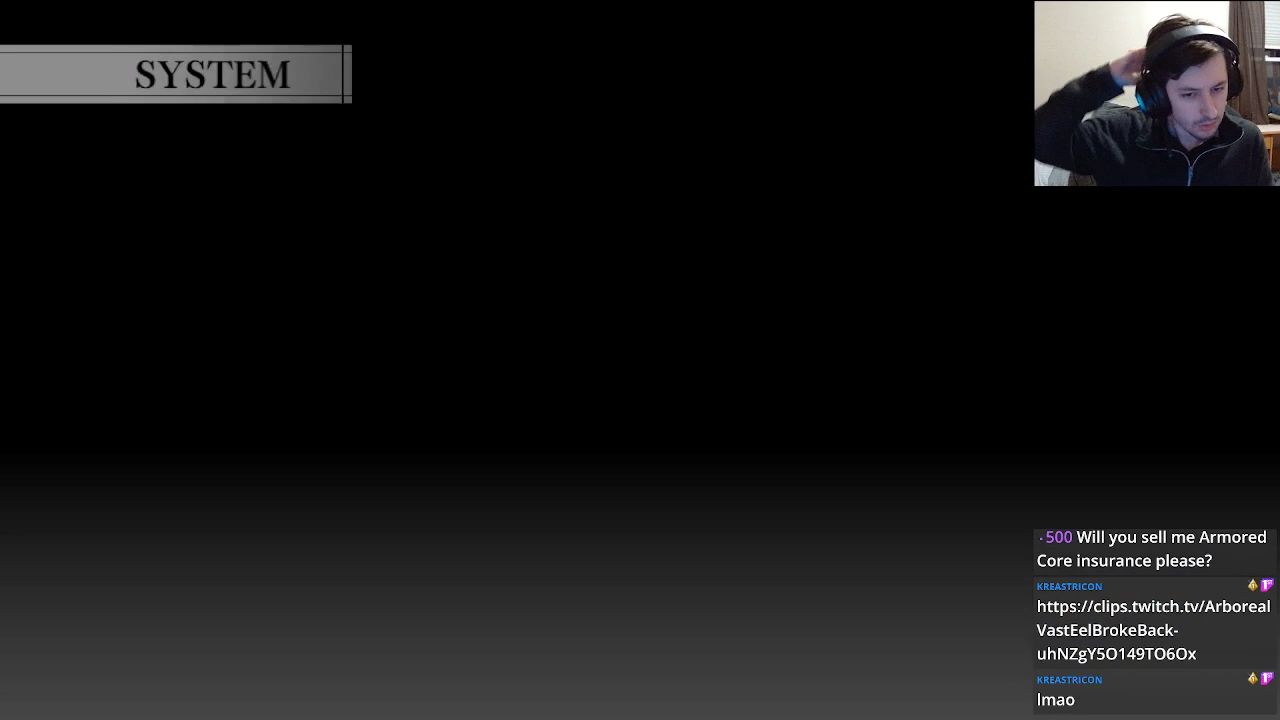 SYSTEM
500 Will you sell me Armored
Core insurance please?
KREASTRICON
https://clips.twitch.tv/Arboreal
VastEelBrokeBack-
uhNZgY5O149TO6Ox
KREASTRICON
lmao